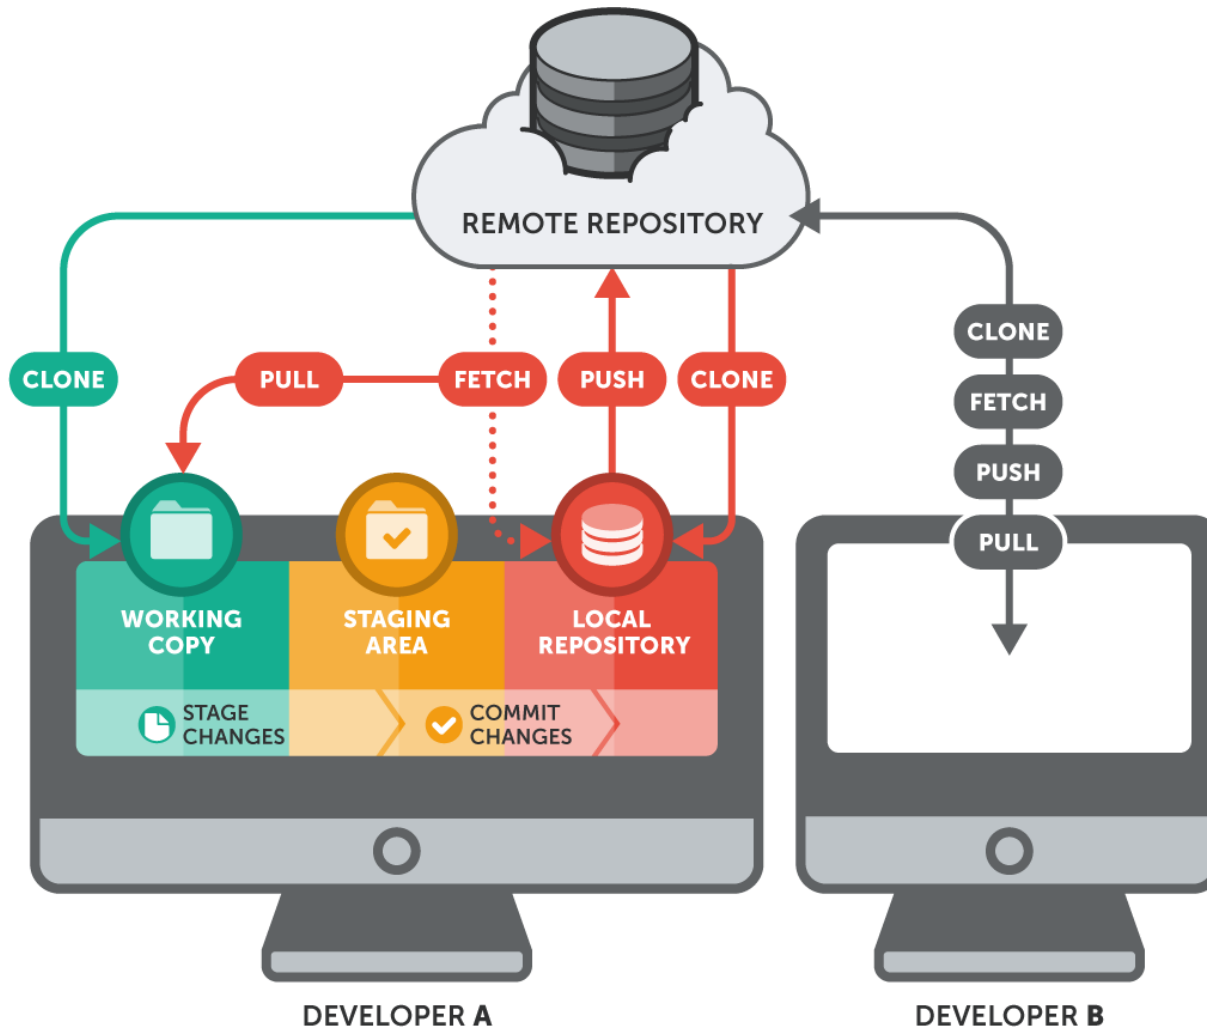 REMOTE REPOSITORY
CLONE
PULL
FETCH
PUSH
CLONE
WORKING
COPY
STAGING
AREA
LOCAL
REPOSITORY
STAGE
CHANGES
COMMIT
CHANGES
DEVELOPER A
CLONE
FETCH
PUSH
PULL
DEVELOPER B